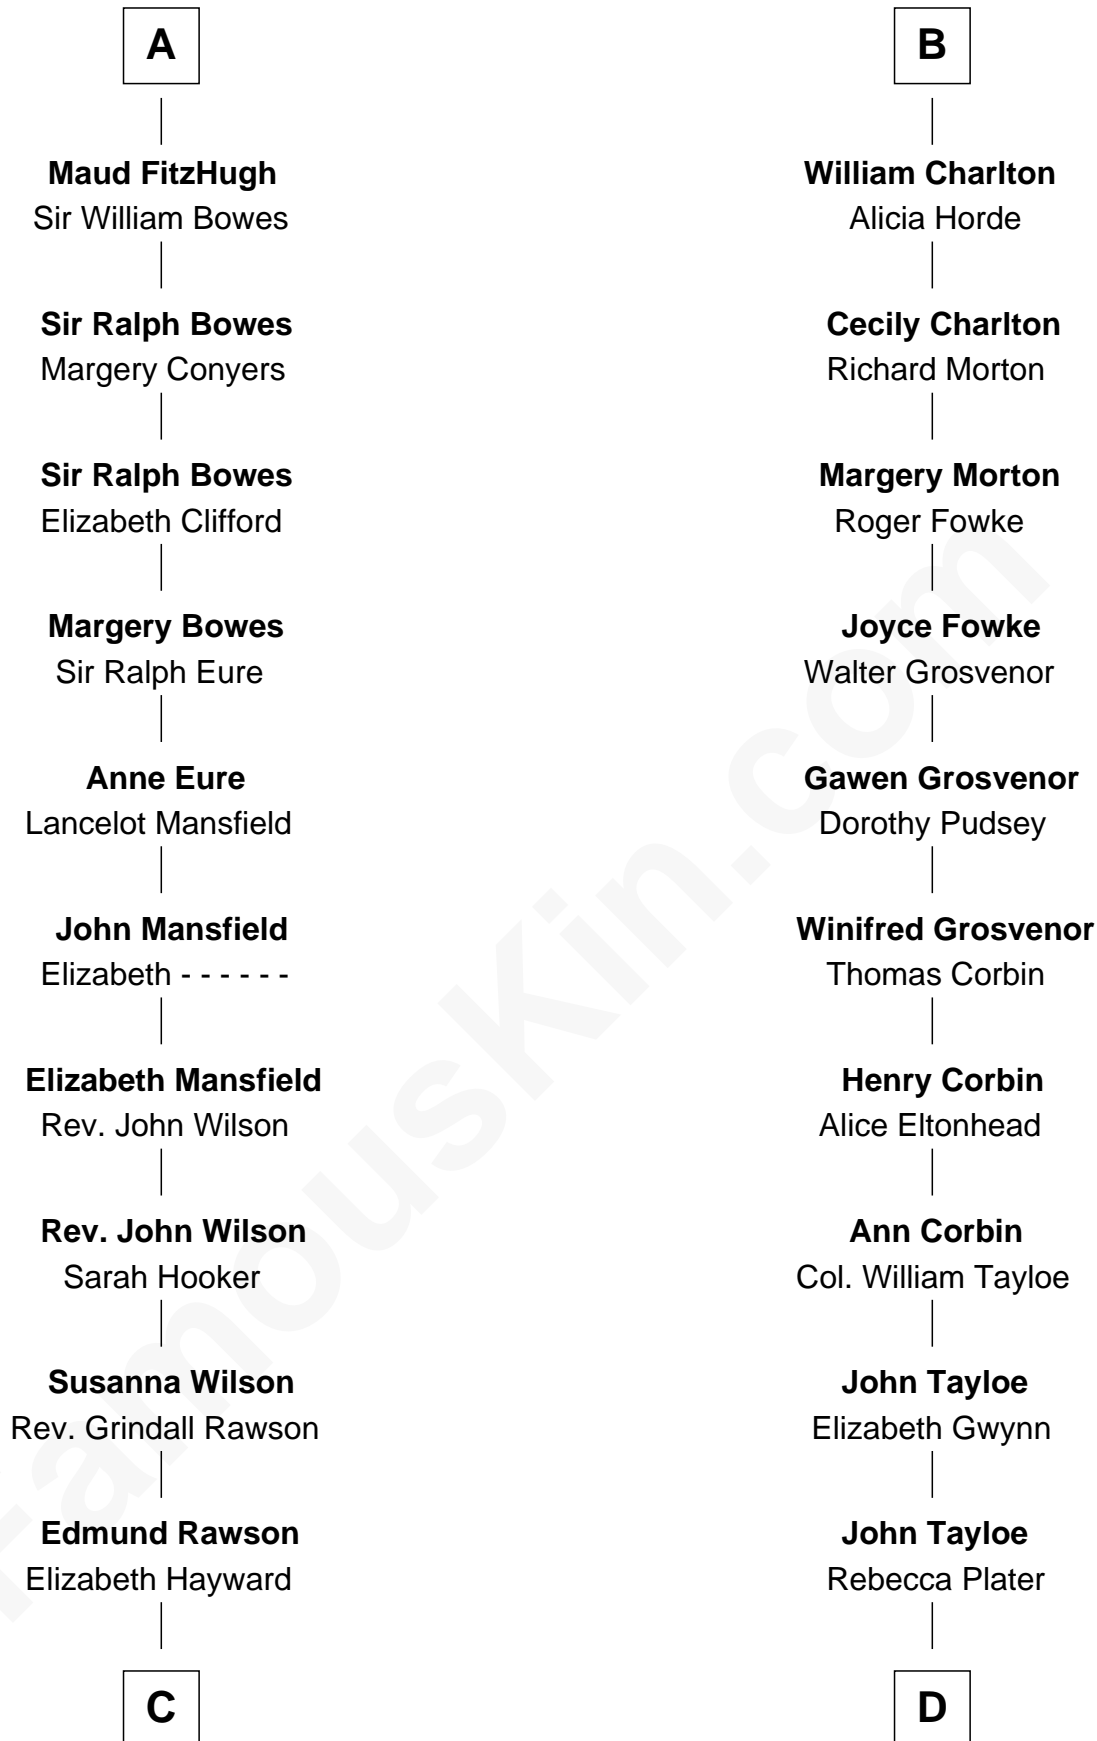 A
Maud FitzHugh
Sir William Bowes
Sir Ralph Bowes
Margery Conyers
Sir Ralph Bowes
Elizabeth Clifford
Margery Bowes
Sir Ralph Eure
Anne Eure
Lancelot Mansfield
John Mansfield
Elizabeth - - - - - -
Elizabeth Mansfield
Rev. John Wilson
Rev. John Wilson
Sarah Hooker
Susanna Wilson
Rev. Grindall Rawson
Edmund Rawson
Elizabeth Hayward
C
B
William Charlton
Alicia Horde
Cecily Charlton
Richard Morton
Margery Morton
Roger Fowke
Joyce Fowke
Walter Grosvenor
Gawen Grosvenor
Dorothy Pudsey
Winifred Grosvenor
Thomas Corbin
Henry Corbin
Alice Eltonhead
Ann Corbin
Col. William Tayloe
John Tayloe
Elizabeth Gwynn
John Tayloe
Rebecca Plater
D
FamousKin.com